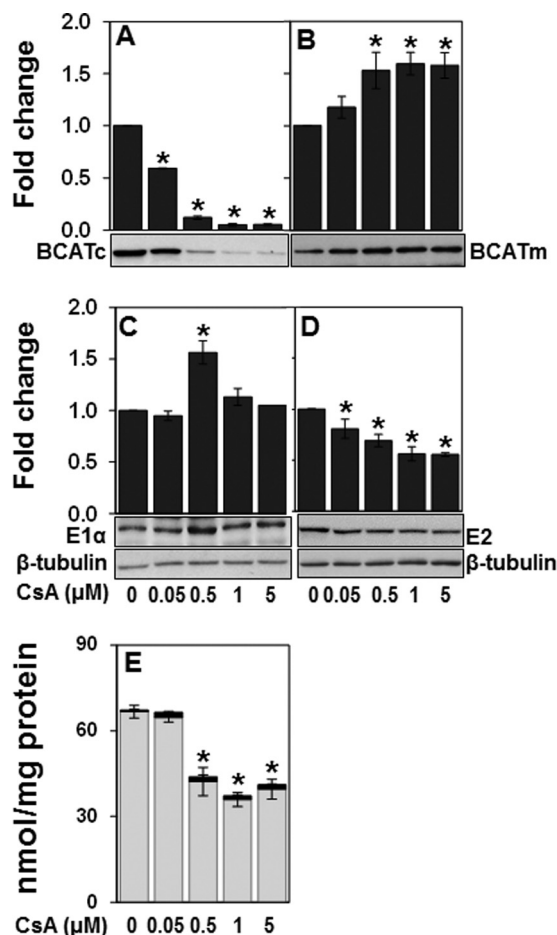 A
B
Fold change
2.0
1.5
1.0
0.5
0.0
* * * *
* * *
BCATc
BCATm
C
D
Fold change
2.0
1.5
1.0
0.5
0.0
*
* * * *
E1α
E2
β-tubulin
β-tubulin
CsA (μM) 0 0.05 0.5 1 5 0 0.05 0.5 1 5
E
nmol/mg protein
90
60
30
0
* * *
CsA (μM) 0 0.05 0.5 1 5